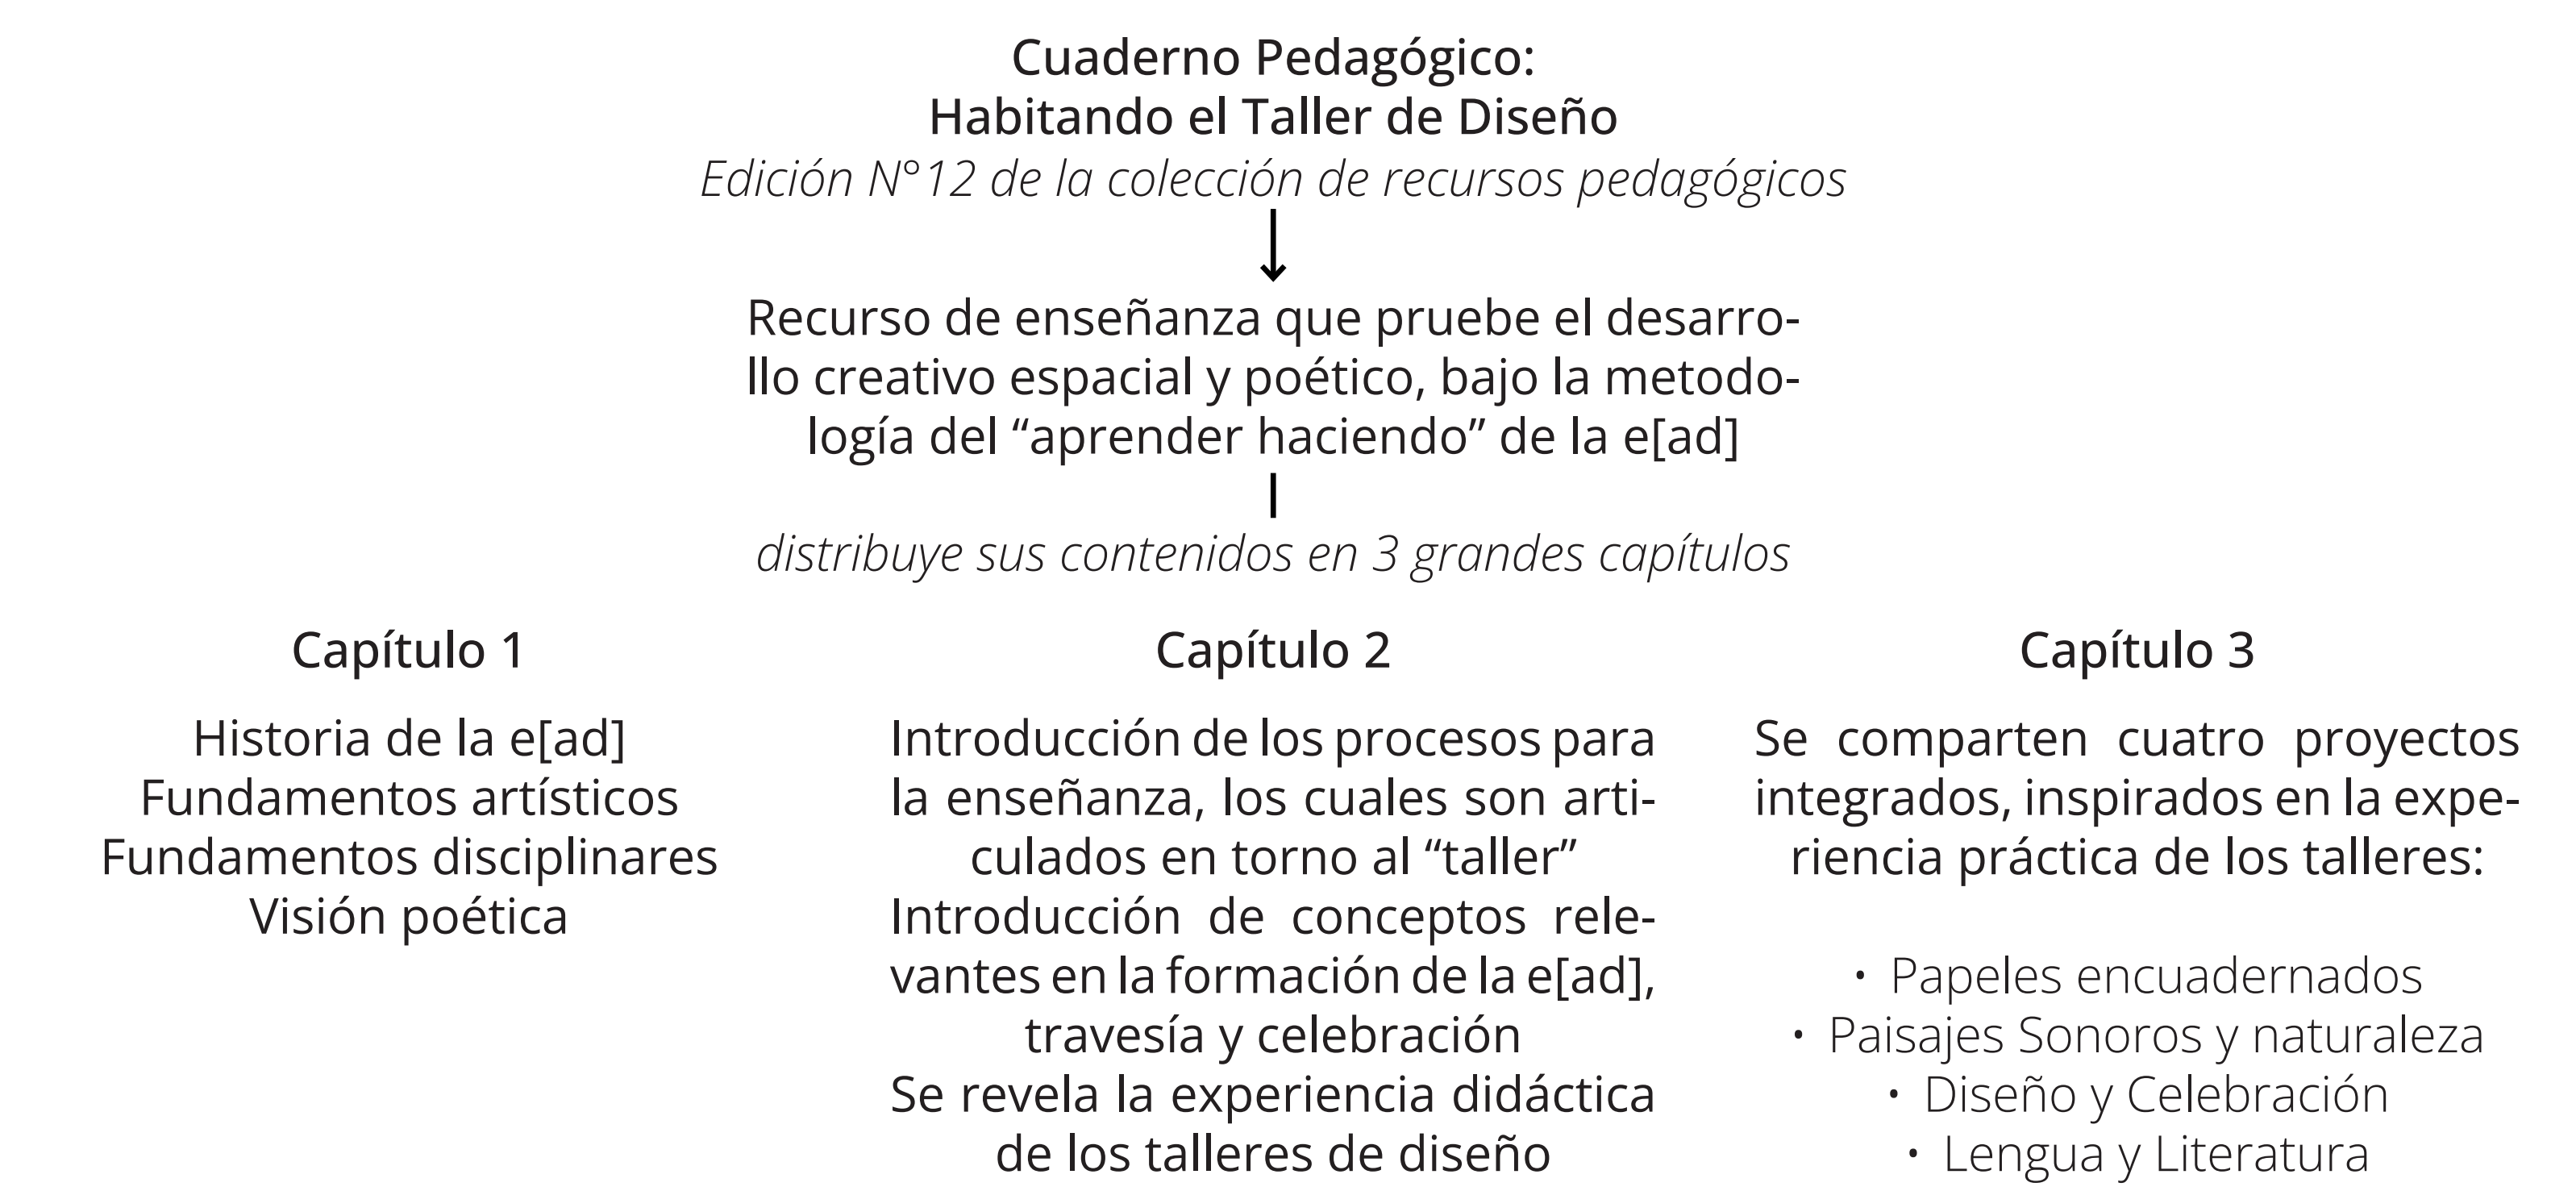 Cuaderno Pedagógico:
Habitando el Taller de Diseño
Edición N°12 de la colección de recursos pedagógicos
Recurso de enseñanza que pruebe el desarro-
llo creativo espacial y poético, bajo la metodo-
logía del “aprender haciendo” de la e[ad]
distribuye sus contenidos en 3 grandes capítulos
Capítulo 1
Historia de la e[ad]
Fundamentos artísticos
Fundamentos disciplinares
Visión poética
Capítulo 2
Introducción de los procesos para
la enseñanza, los cuales son arti-
culados en torno al “taller”
Introducción de conceptos rele-
vantes en la formación de la e[ad],
travesía y celebración
Se revela la experiencia didáctica
de los talleres de diseño
Capítulo 3
Se comparten cuatro proyectos
integrados, inspirados en la expe-
riencia práctica de los talleres:
• Papeles encuadernados
• Paisajes Sonoros y naturaleza
• Diseño y Celebración
• Lengua y Literatura